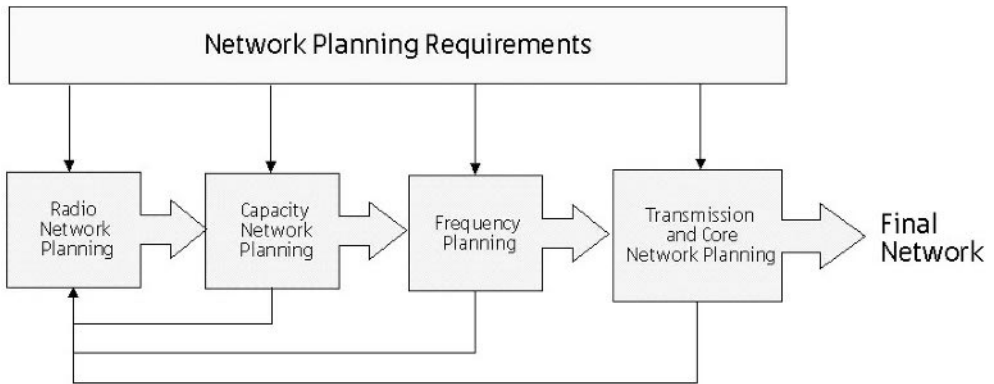 Network Planning Requirements
Radio
Network
Planning
Capacity
Network
Planning
Frequency
Planning
Transmission
and Core
Network Planning
Final
Network